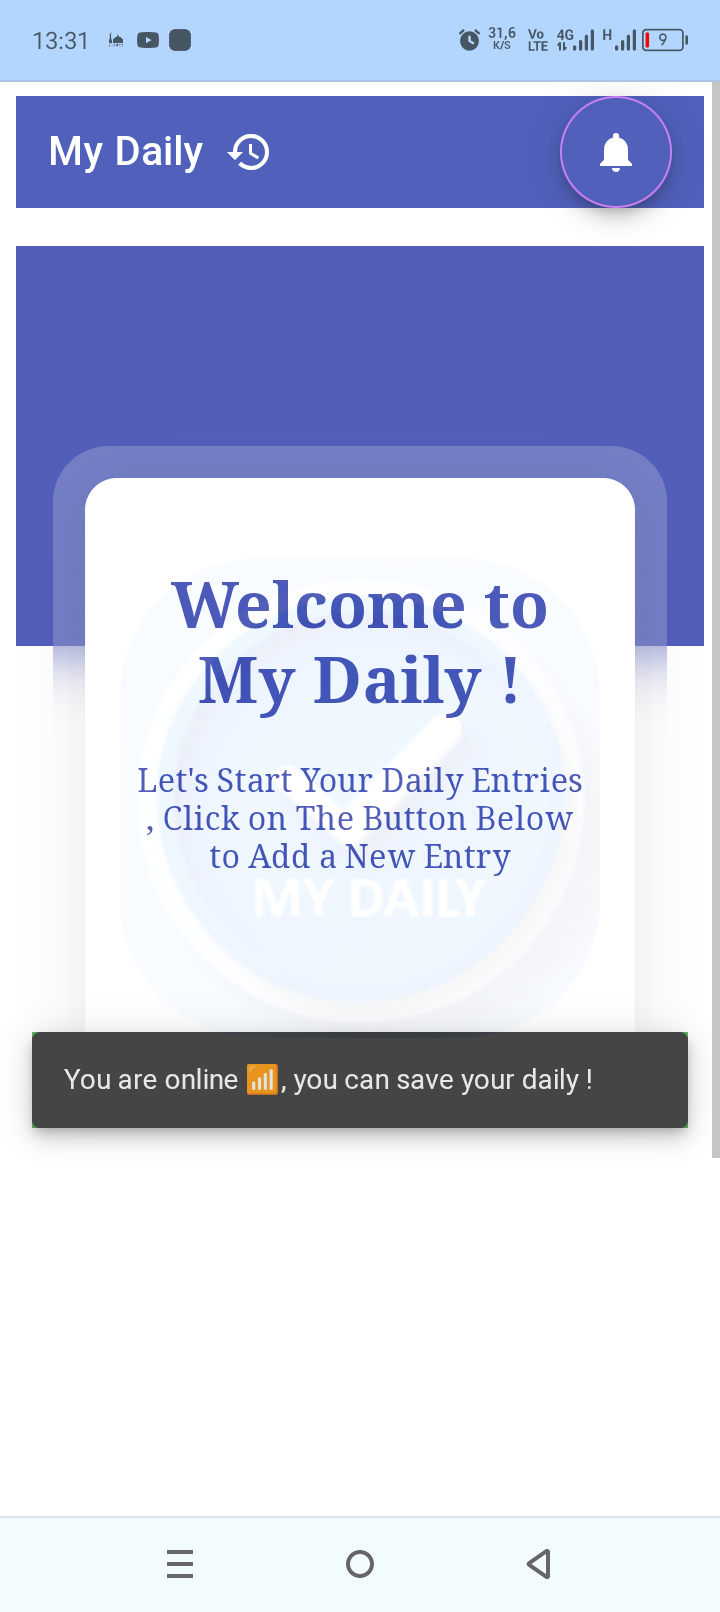 13:31
31,6
K/S
Vo
LTE
4G
H
9
My Daily
Welcome to
My Daily !
Let's Start Your Daily Entries
, Click on The Button Below
to Add a New Entry
MY DAILY
You are online 📶, you can save your daily !